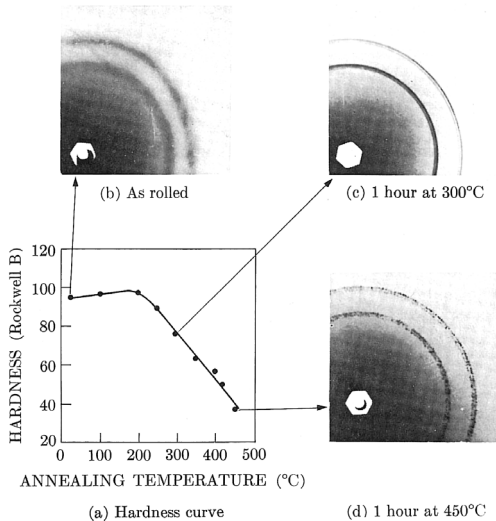 (b) As rolled
(c) 1 hour at 300°C
HARDNESS (Rockwell B)
120
100
80
60
40
20
0 100 200 300 400 500
ANNEALING TEMPERATURE (°C)
(a) Hardness curve
(d) 1 hour at 450°C